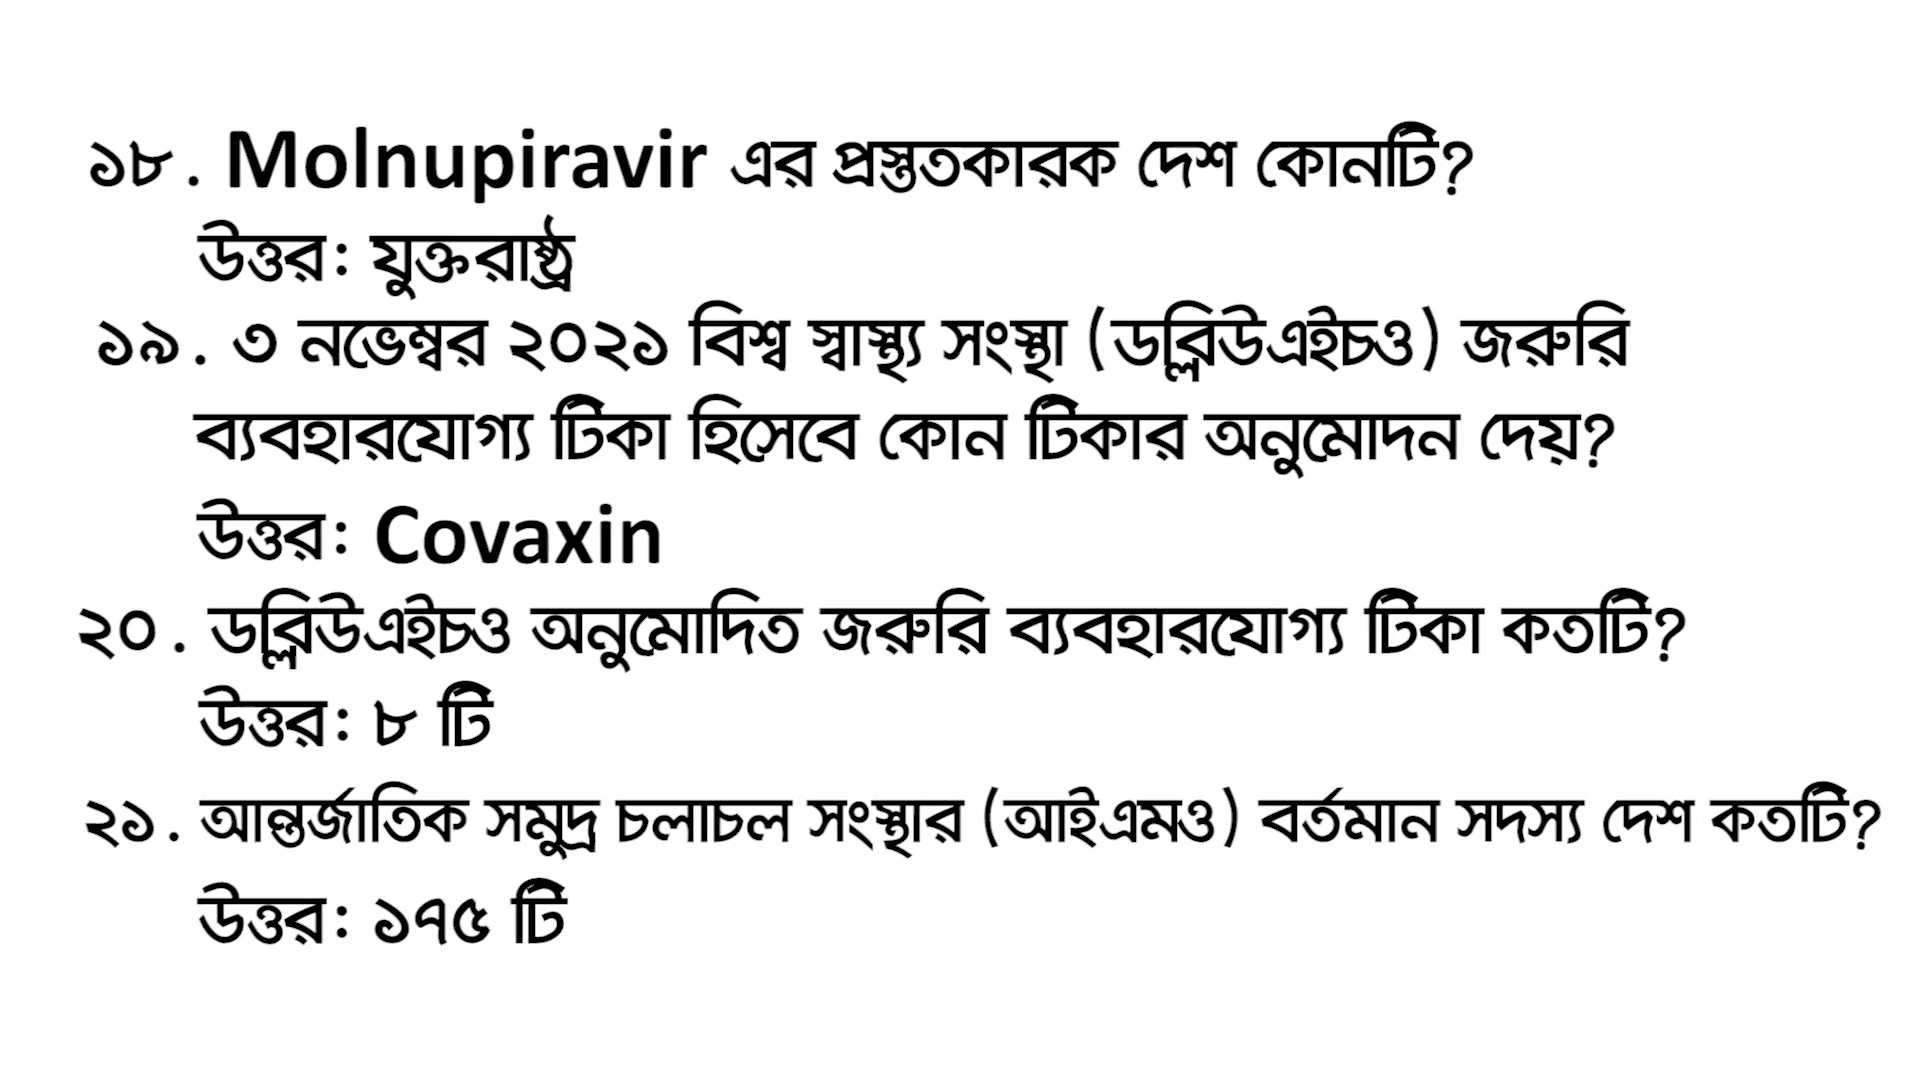 ১৮. Molnupiravir এর প্রস্তুতকারক দেশ কোনটি?
উত্তর: যুক্তরাষ্ঠ্র
১৯. ৩ নভেম্বর ২০২১ বিশ্ব স্বাস্থ্য সংস্থা (ডব্লিউএইচও) জরুরি
ব্যবহারযোগ্য টিকা হিসেবে কোন টিকার অনুমোদন দেয়?
উত্তর: Covaxin
২০. ডব্লিউএইচও অনুমোদিত জরুরি ব্যবহারযোগ্য টিকা কতটি?
উত্তর: ৮ টি
২১. আন্তর্জাতিক সমুদ্র চলাচল সংস্থার (আইএমও) বর্তমান সদস্য দেশ কতটি?
উত্তর: ১৭৫ টি